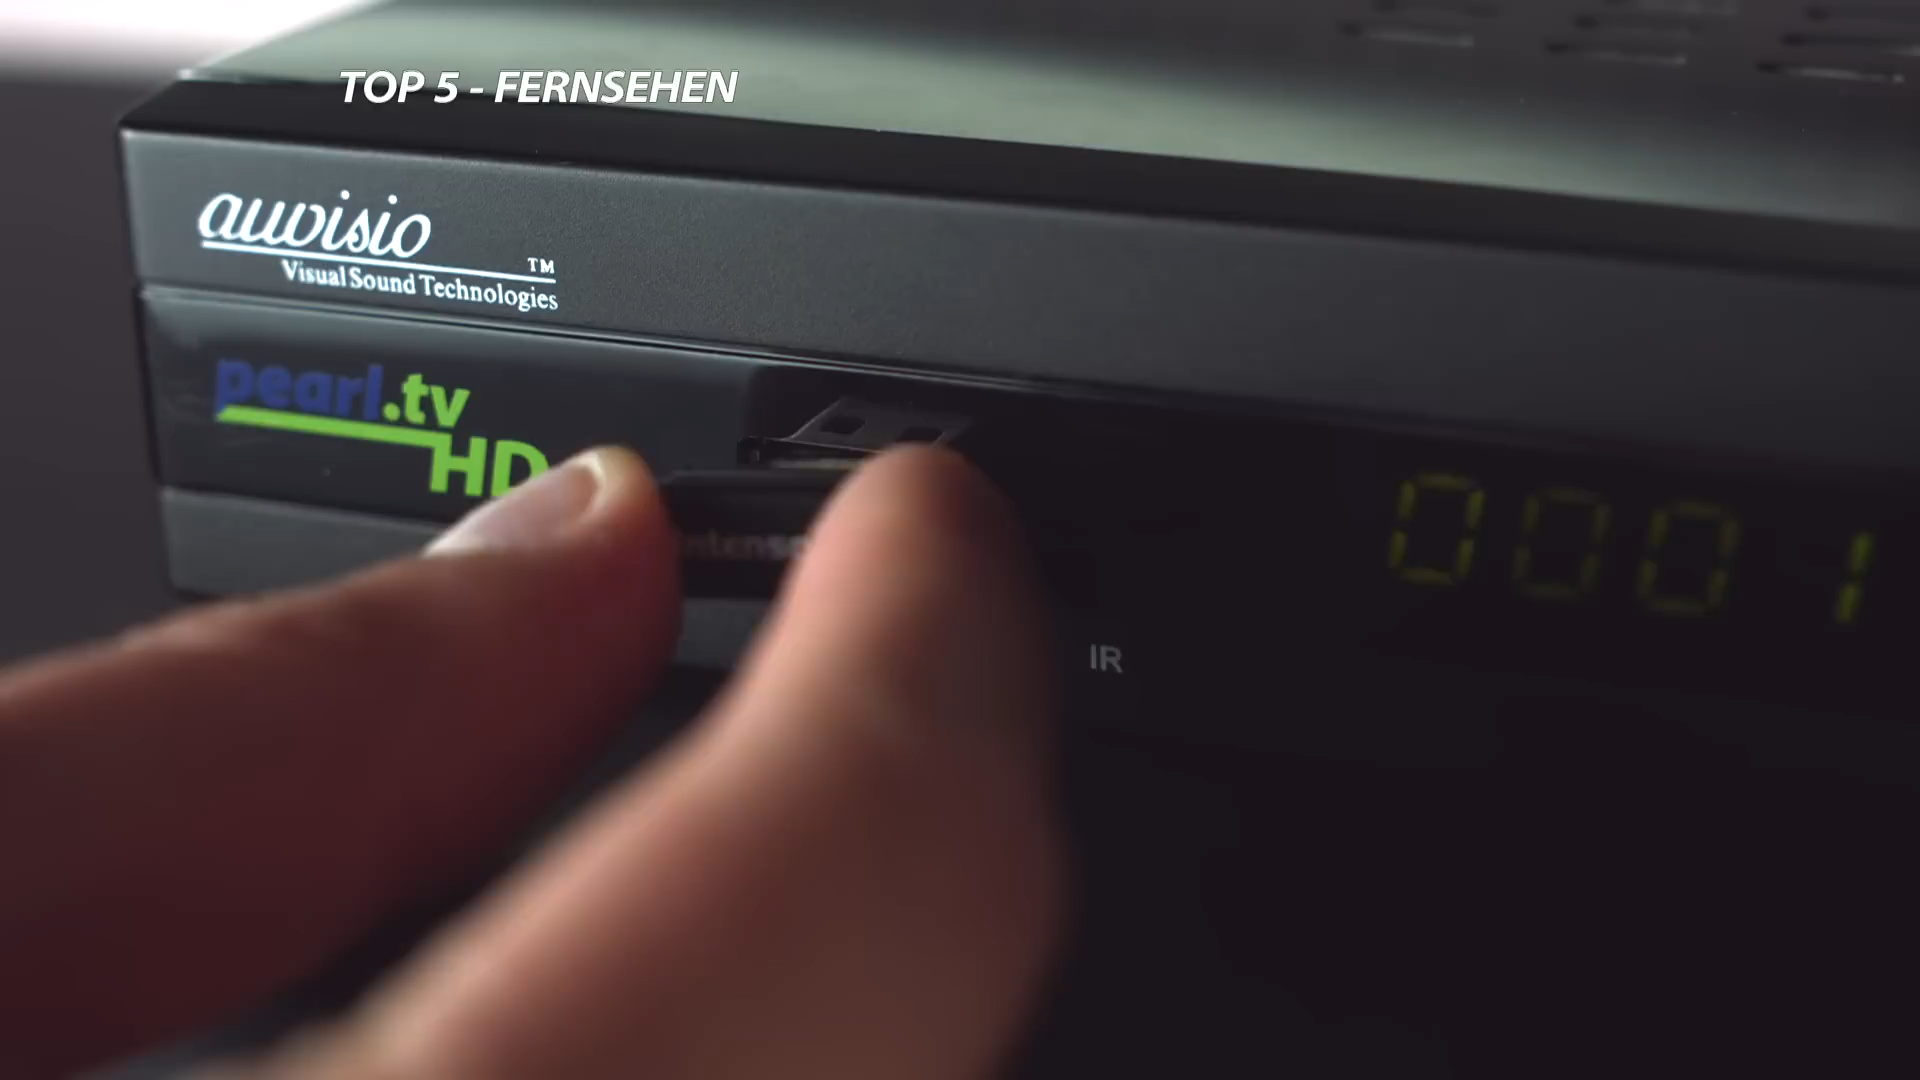 TOP 5 - FERNSEHEN
auvisio
TM
Visual Sound Technologies
pearl.tv
HD
IR
0001